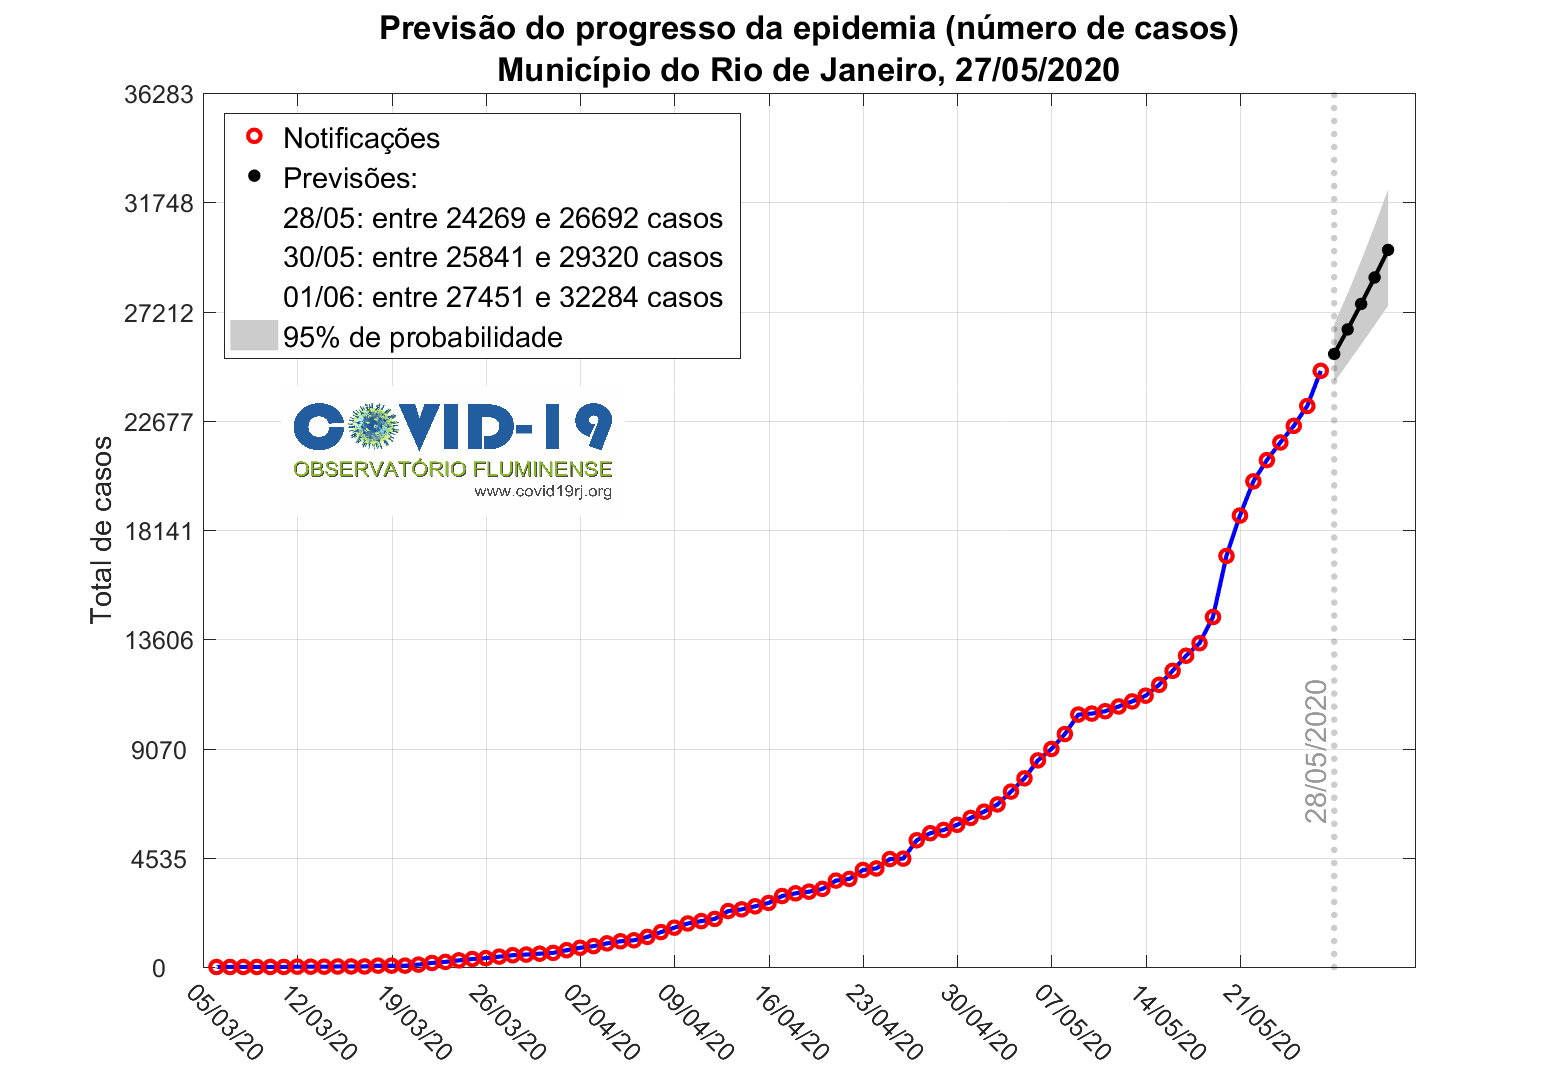 Previsão do progresso da epidemia (número de casos)
Município do Rio de Janeiro, 27/05/2020
36283
31748
27212
22677
18141
13606
9070
4535
0
Total de casos
Notificações
Previsões:
28/05: entre 24269 e 26692 casos
30/05: entre 25841 e 29320 casos
01/06: entre 27451 e 32284 casos
95% de probabilidade
COVID-19
OBSERVATÓRIO FLUMINENSE
www.covid19rj.org
28/05/2020
05/03/20
12/03/20
19/03/20
26/03/20
02/04/20
09/04/20
16/04/20
23/04/20
30/04/20
07/05/20
14/05/20
21/05/20